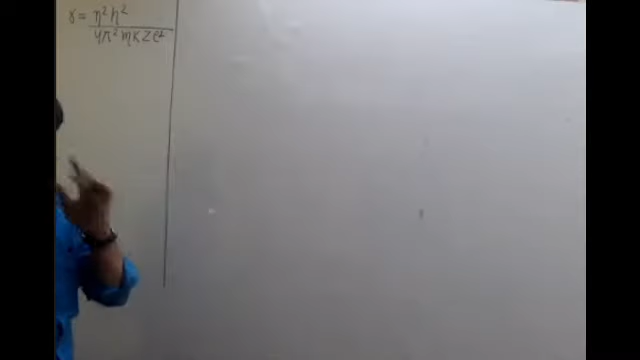 r = n²h²
4π²mKZe²